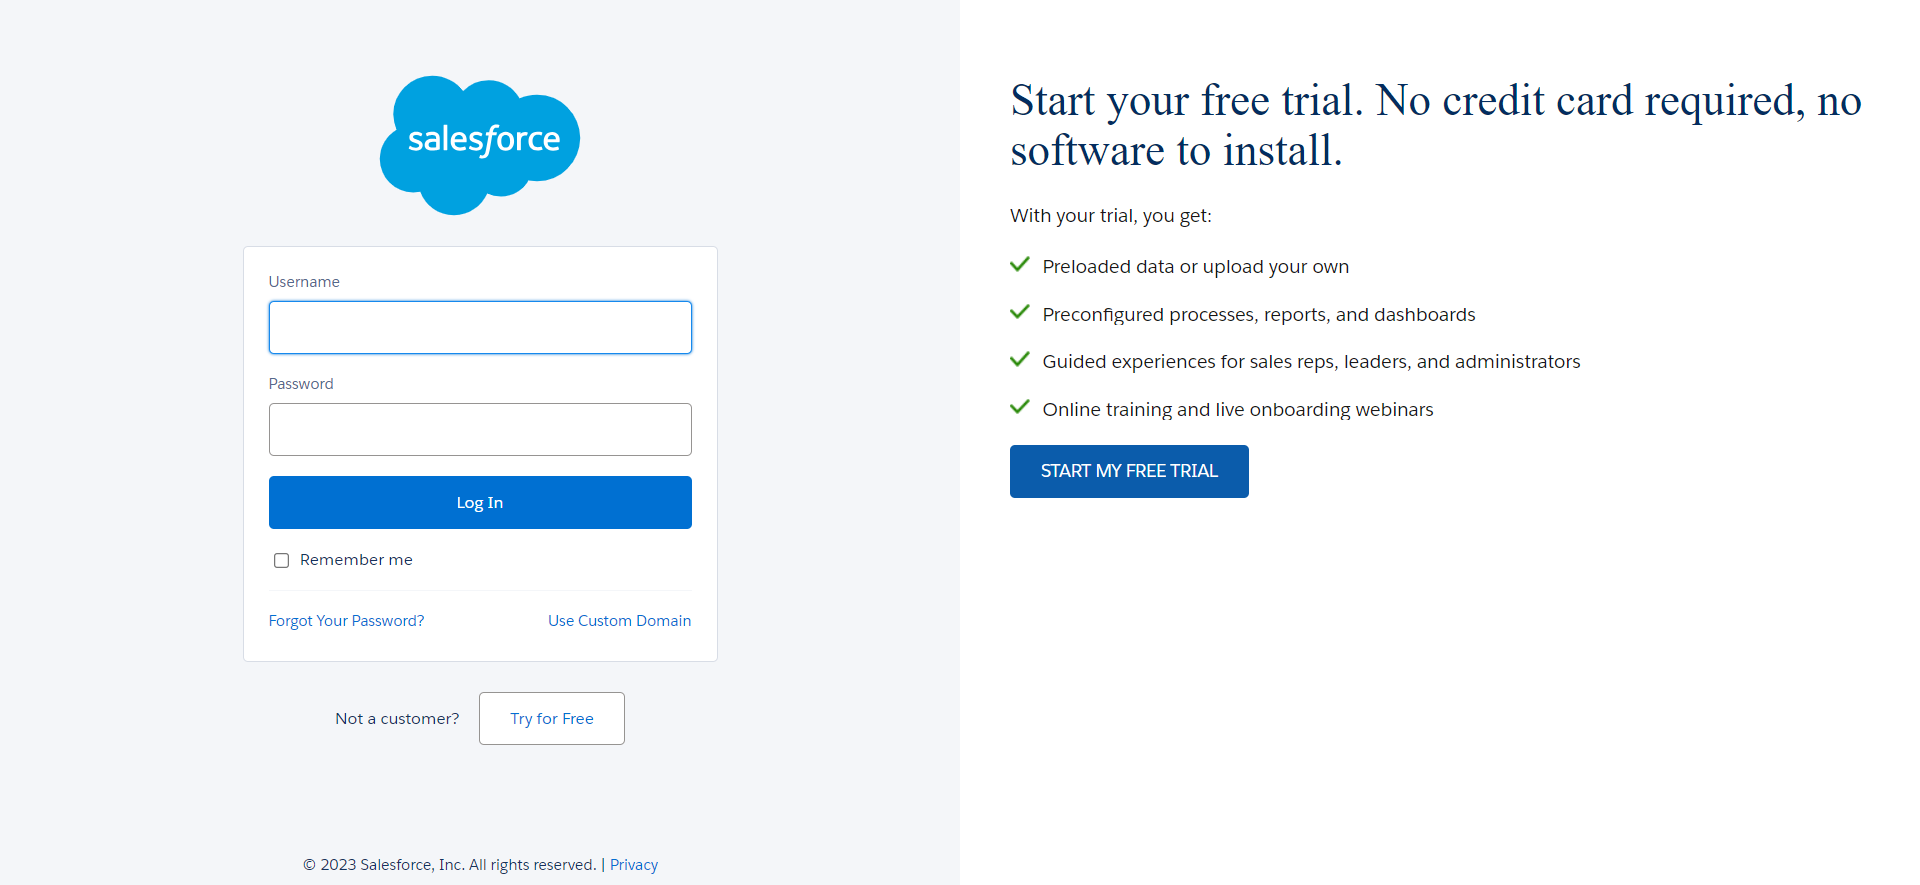 salesforce
Username
Password
Log In
Remember me
Forgot Your Password?
Use Custom Domain
Not a customer?
Try for Free
© 2023 Salesforce, Inc. All rights reserved. | Privacy
Start your free trial. No credit card required, no
software to install.
With your trial, you get:
Preloaded data or upload your own
Preconfigured processes, reports, and dashboards
Guided experiences for sales reps, leaders, and administrators
Online training and live onboarding webinars
START MY FREE TRIAL